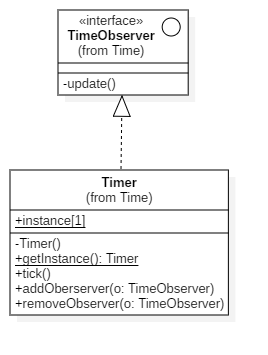 «interface»
TimeObserver
(from Time)
-update()
Timer
(from Time)
+instance[1]
-Timer()
+getInstance(): Timer
+tick()
+addOberserver(o: TimeObserver)
+removeObserver(o: TimeObserver)